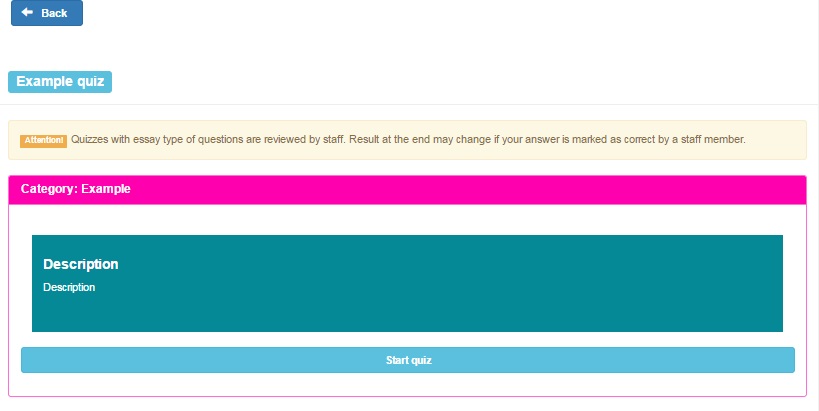 Back
Example quiz
Attention! Quizzes with essay type of questions are reviewed by staff. Result at the end may change if your answer is marked as correct by a staff member.
Category: Example
Description
Description
Start quiz